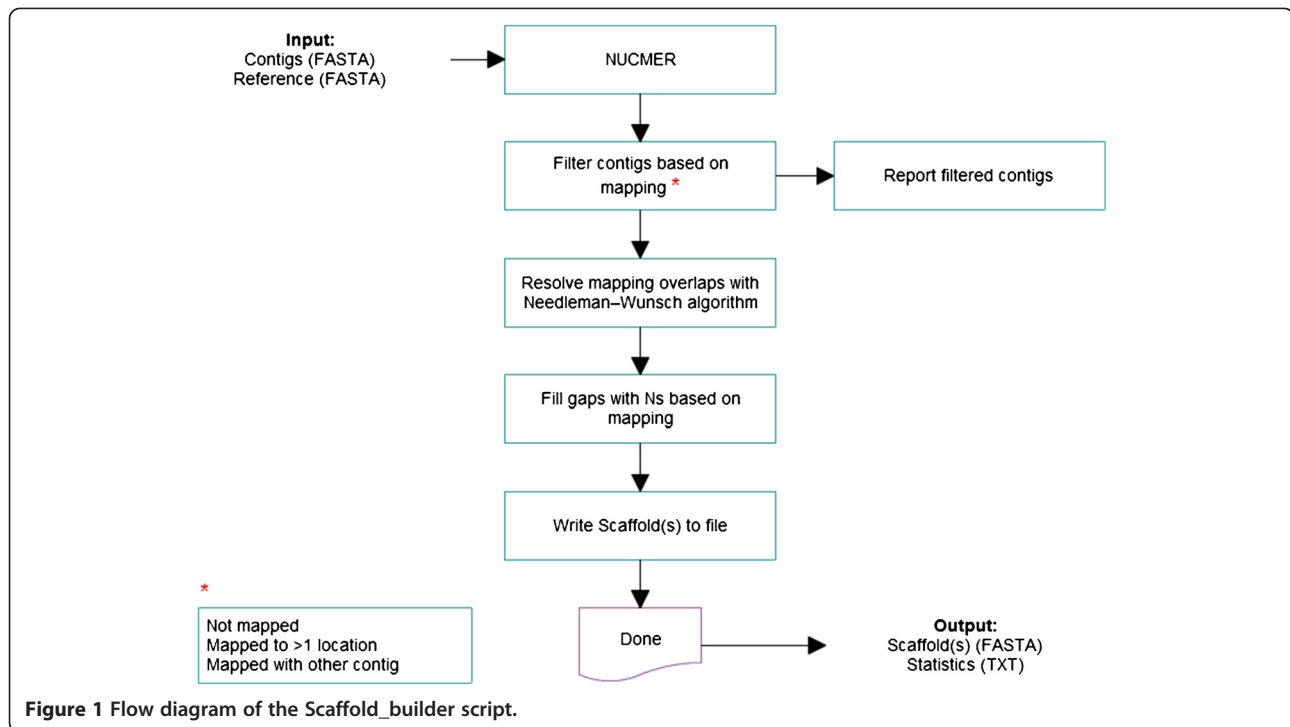 Input:
Contigs (FASTA)
Reference (FASTA)
NUCMER
Filter contigs based on
mapping *
Report filtered contigs
Resolve mapping overlaps with
Needleman–Wunsch algorithm
Fill gaps with Ns based on
mapping
Write Scaffold(s) to file
*
Not mapped
Mapped to >1 location
Mapped with other contig
Done
Output:
Scaffold(s) (FASTA)
Statistics (TXT)
Figure 1 Flow diagram of the Scaffold_builder script.